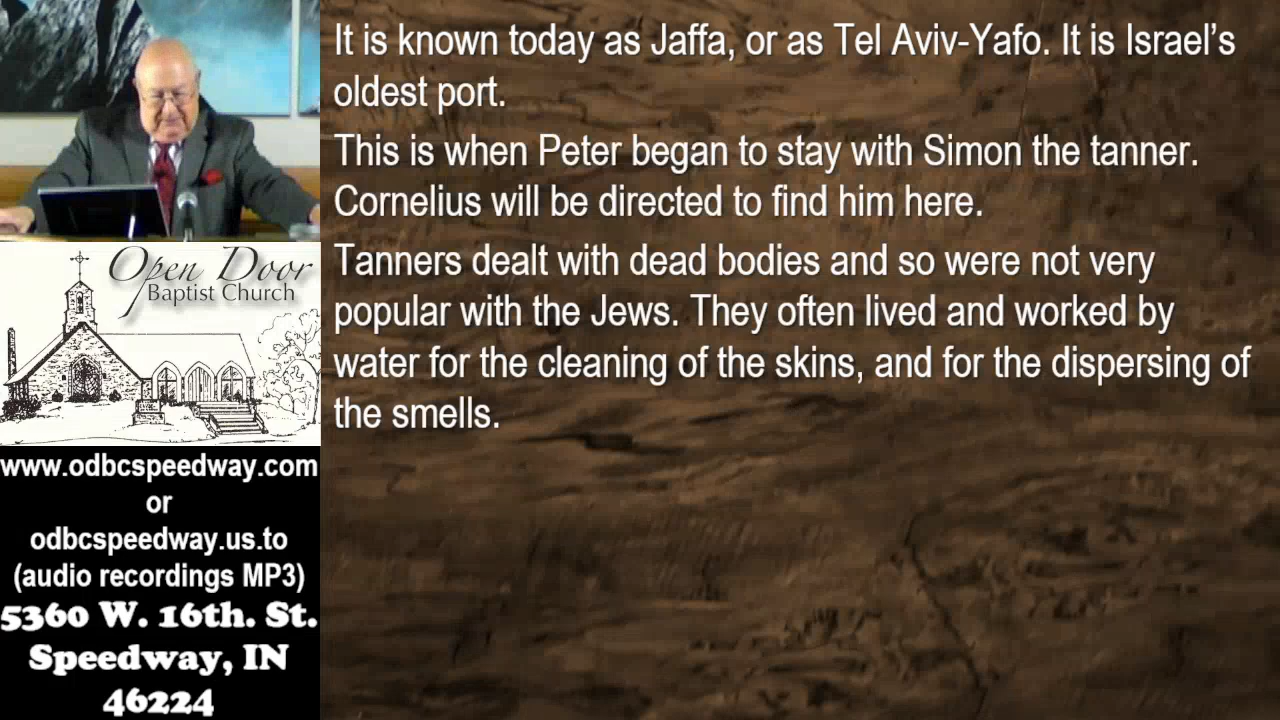 It is known today as Jaffa, or as Tel Aviv-Yafo. It is Israel’s
oldest port.
This is when Peter began to stay with Simon the tanner.
Cornelius will be directed to find him here.
Tanners dealt with dead bodies and so were not very
popular with the Jews. They often lived and worked by
water for the cleaning of the skins, and for the dispersing of
the smells.
Open Door
Baptist Church
www.odbcspeedway.com
or
odbcspeedway.us.to
(audio recordings MP3)
5360 W. 16th. St.
Speedway, IN
46224